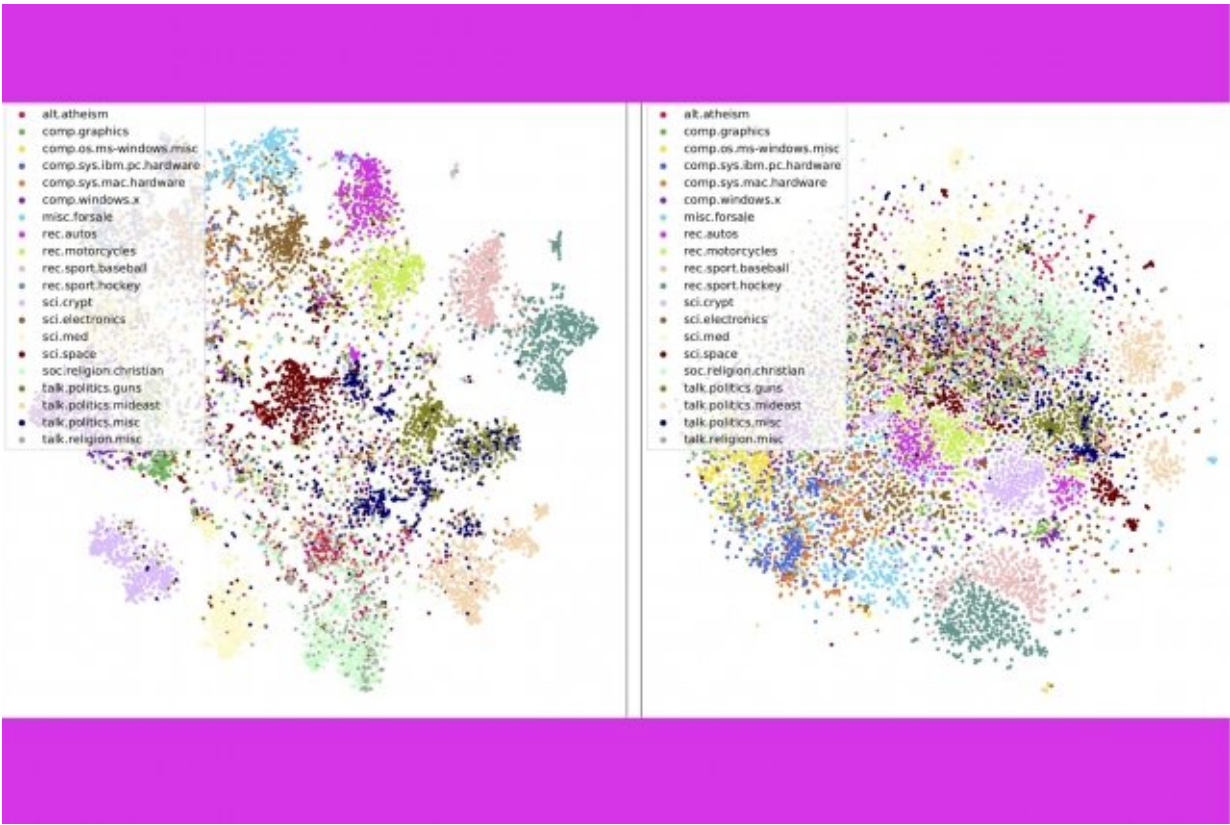 alt.atheism
comp.graphics
comp.os.ms-windows.misc
comp.sys.ibm.pc.hardware
comp.sys.mac.hardware
comp.windows.x
misc.forsale
rec.autos
rec.motorcycles
rec.sport.baseball
rec.sport.hockey
sci.crypt
sci.electronics
sci.med
sci.space
soc.religion.christian
talk.politics.guns
talk.politics.mideast
talk.politics.misc
talk.religion.misc
alt.atheism
comp.graphics
comp.os.ms-windows.misc
comp.sys.ibm.pc.hardware
comp.sys.mac.hardware
comp.windows.x
misc.forsale
rec.autos
rec.motorcycles
rec.sport.baseball
rec.sport.hockey
sci.crypt
sci.electronics
sci.med
sci.space
soc.religion.christian
talk.politics.guns
talk.politics.mideast
talk.politics.misc
talk.religion.misc